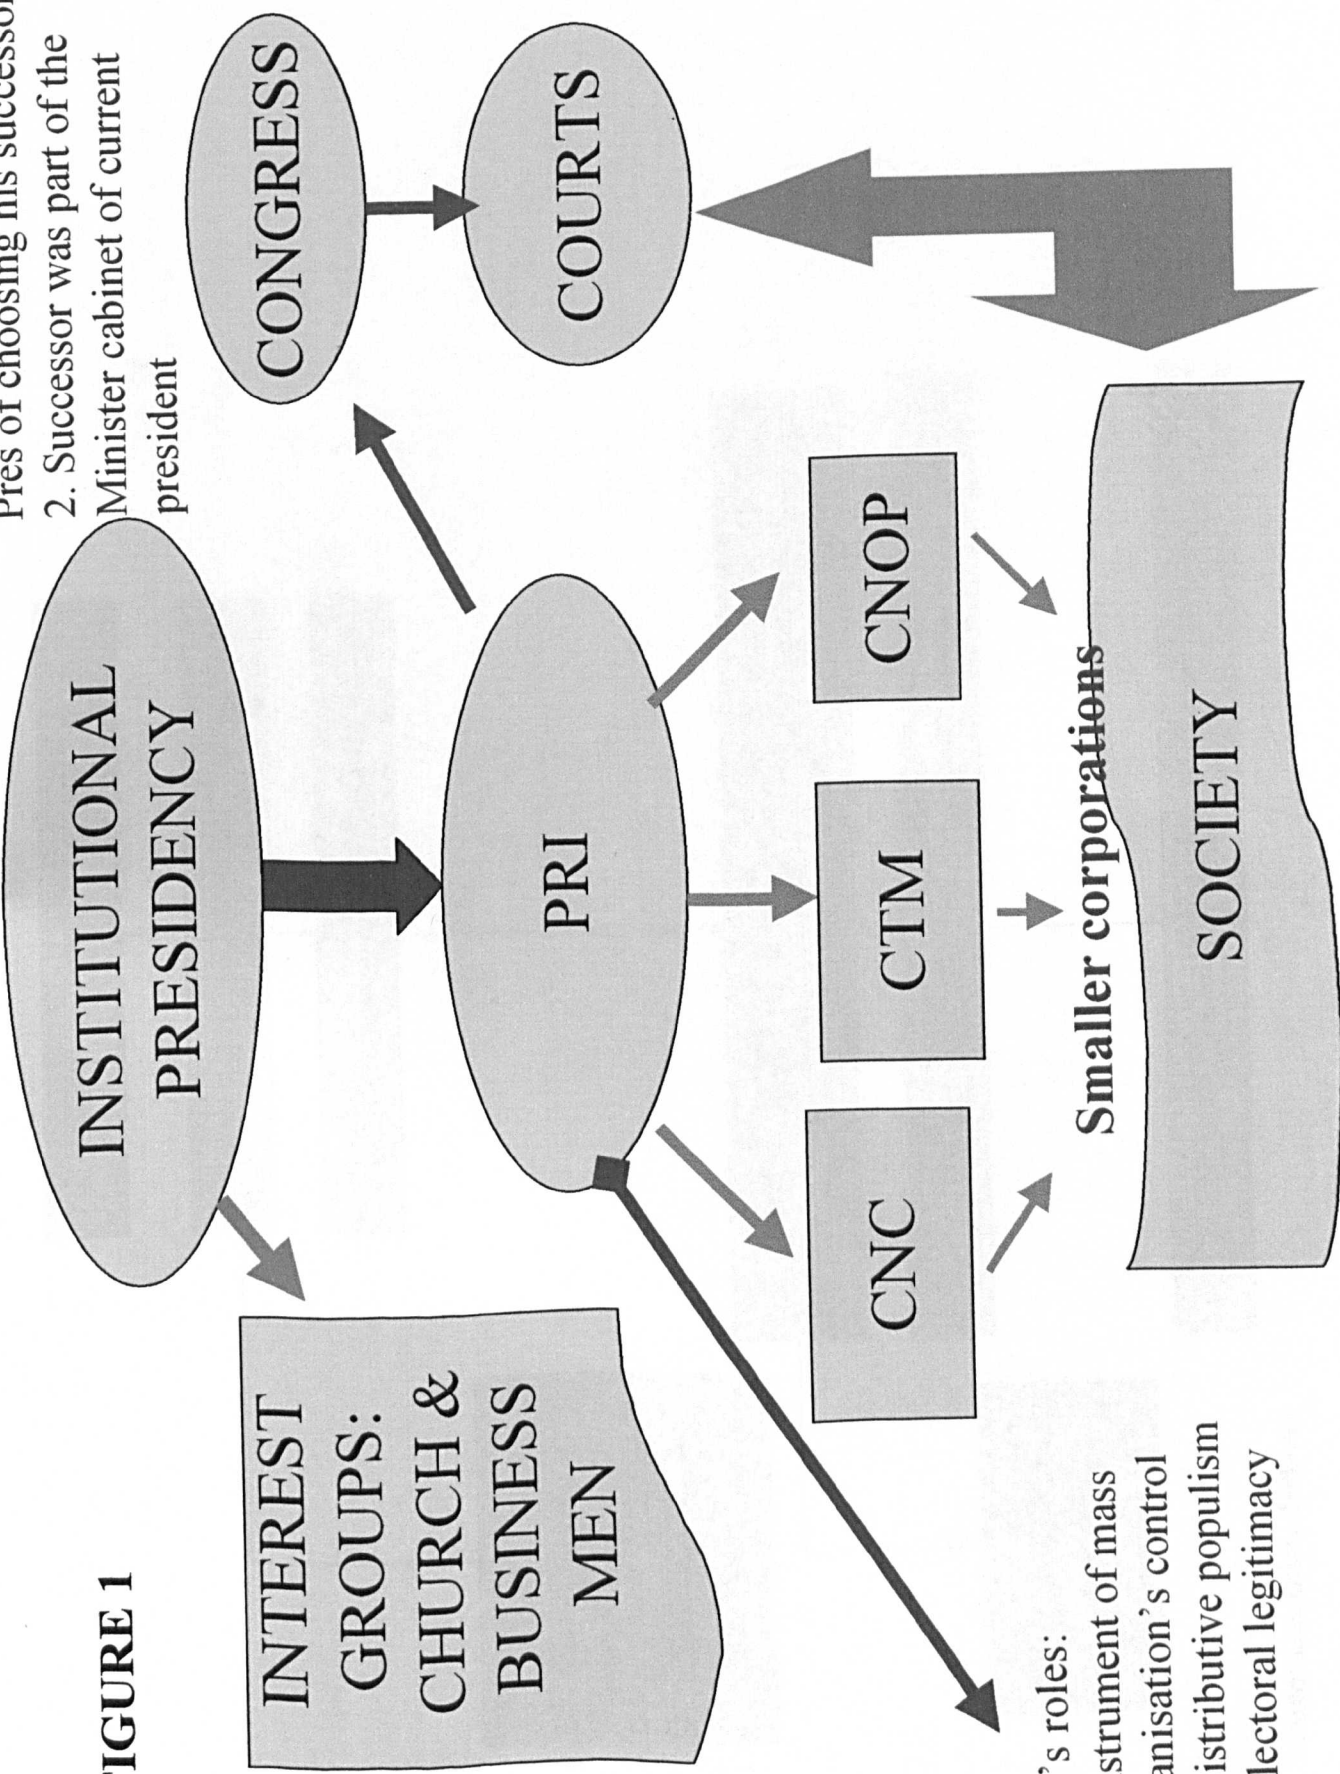 FIGURE 1
Pres of choosing his successor
2. Successor was part of the
Minister cabinet of current
president
INSTITUTIONAL
PRESIDENCY
CONGRESS
INTEREST
GROUPS:
CHURCH &
BUSINESS
MEN
PRI
COURTS
CNC
CTM
CNOP
Smaller corporations
SOCIETY
's roles:
strument of mass
anisation's control
istributive populism
lectoral legitimacy